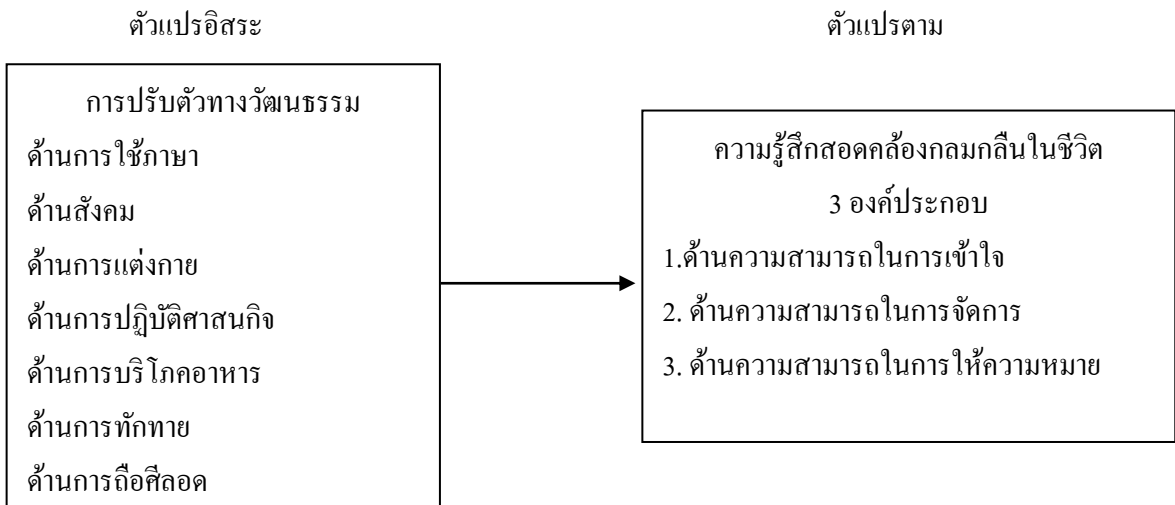 ตัวแปรอิสระ
ตัวแปรตาม
การปรับตัวทางวัฒนธรรม
ด้านการใช้ภาษา
ด้านสังคม
ด้านการแต่งกาย
ด้านการปฏิบัติศาสนกิจ
ด้านการบริโภคอาหาร
ด้านการทักทาย
ด้านการถือศีลอด
ความรู้สึกสอดคล้องกลมกลืนในชีวิต
3 องค์ประกอบ
1.ด้านความสามารถในการเข้าใจ
2. ด้านความสามารถในการจัดการ
3. ด้านความสามารถในการให้ความหมาย